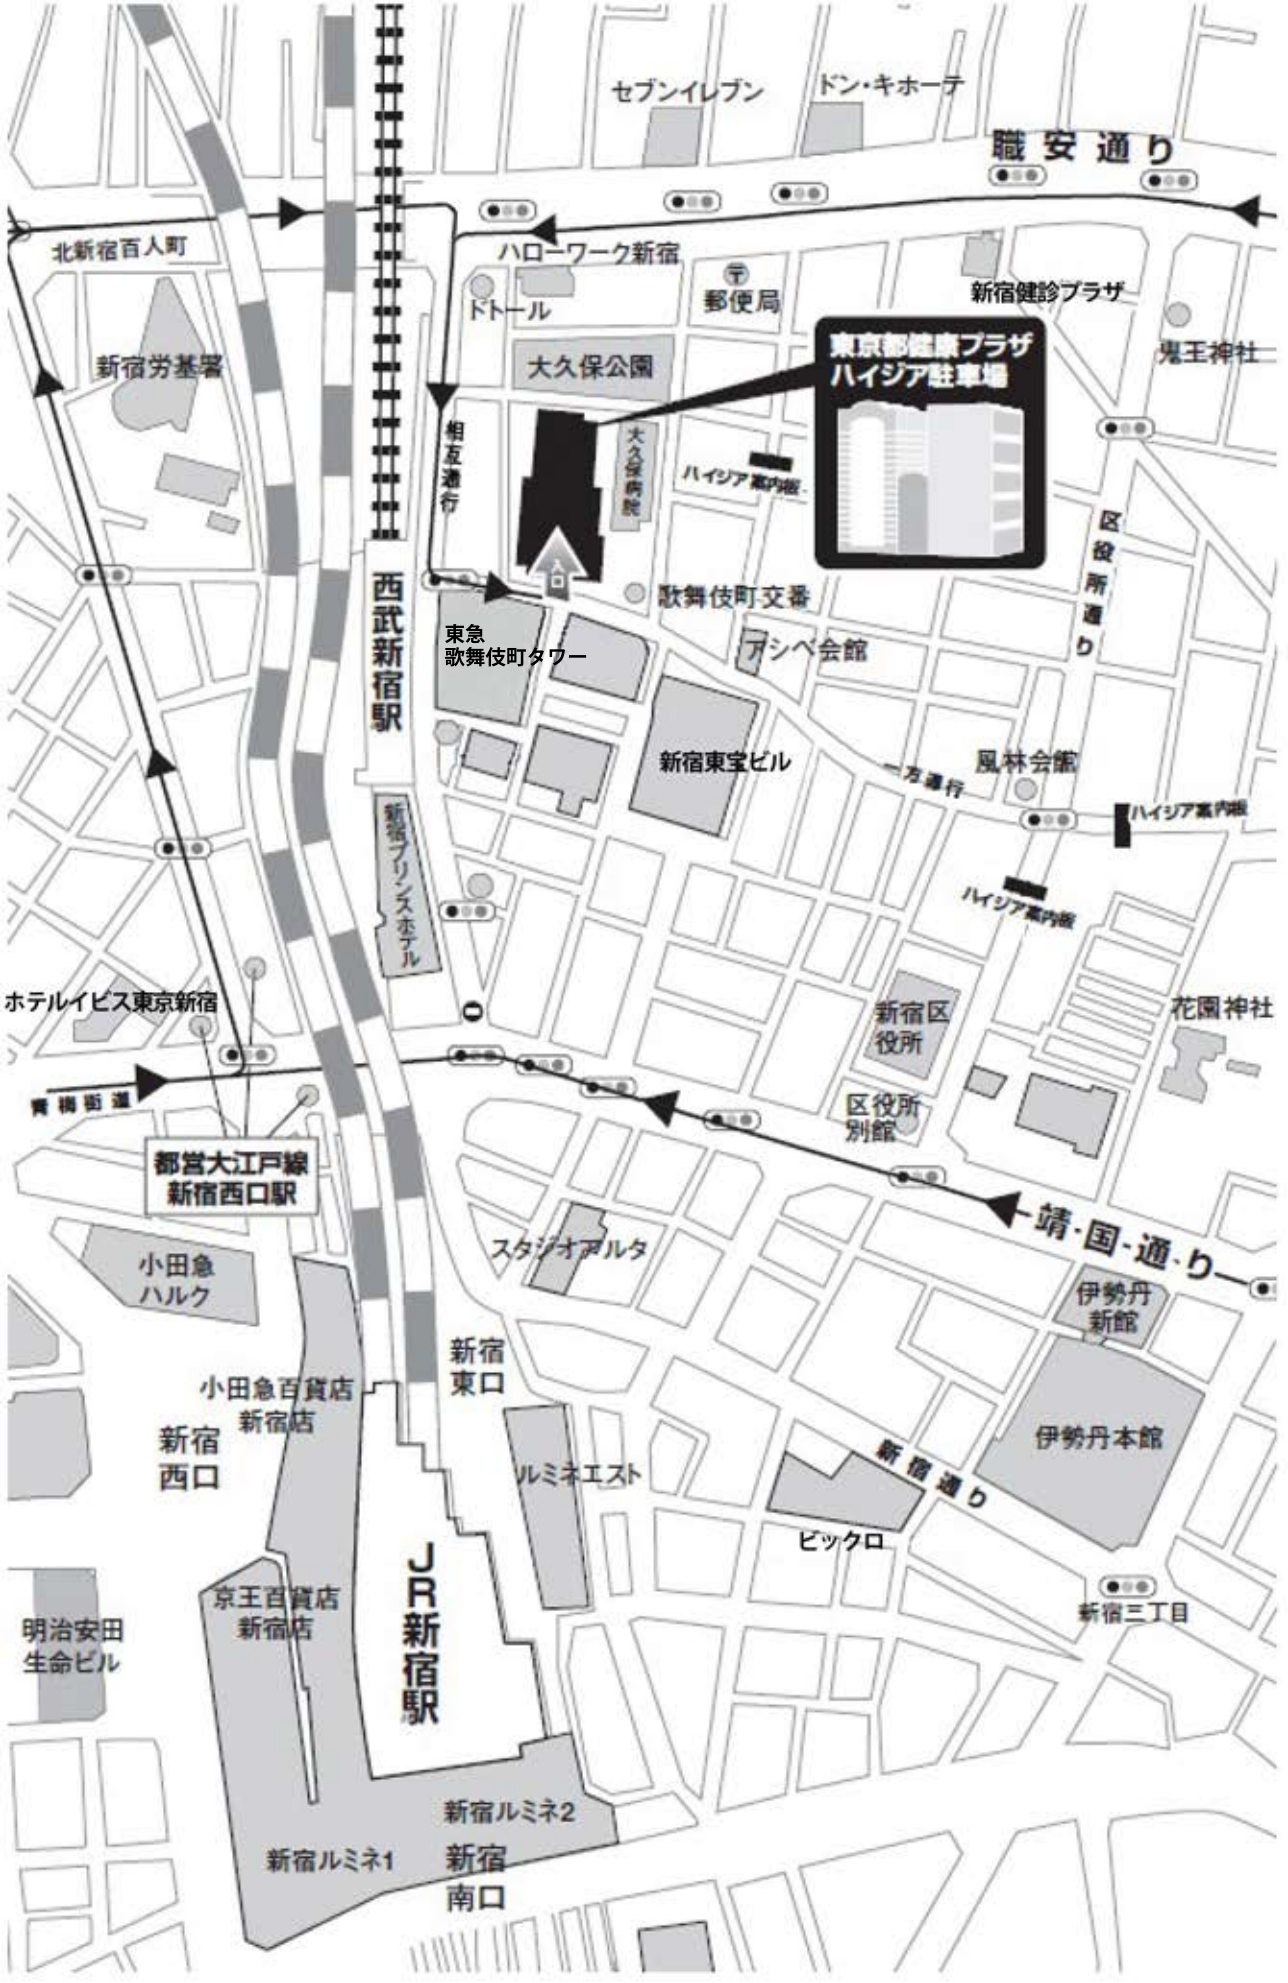 セブンイレブン
ドン・キホーテ
職安通り
北新宿百人町
ハローワーク新宿
ドトール
〒
郵便局
新宿健診プラザ
鬼王神社
新宿労基署
大久保公園
東京都健康プラザ
ハイジア駐車場
相互通行
大久保病院
ハイジア案内板
区役所通り
入口
歌舞伎町交番
西武新宿駅
東急
歌舞伎町タワー
アシベ会館
新宿東宝ビル
一方通行
風林会館
ハイジア案内板
新宿プリンスホテル
ハイジア案内板
ホテルイビス東京新宿
新宿区
役所
花園神社
青梅街道
区役所
別館
都営大江戸線
新宿西口駅
靖・国・通・り
スタジオアルタ
小田急
ハルク
伊勢丹
新館
新宿
東口
小田急百貨店
新宿店
新宿
西口
伊勢丹本館
ルミネエスト
新宿通り
ビックロ
JR新宿駅
京王百貨店
新宿店
新宿三丁目
明治安田
生命ビル
新宿ルミネ2
新宿ルミネ1
新宿
南口